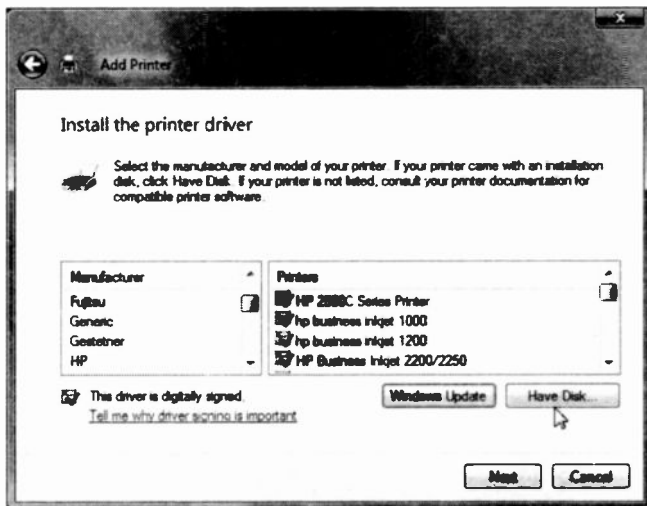 Add Printer
Install the printer driver
Select the manufacturer and model of your printer. If your printer came with an installation
disk, click Have Disk. If your printer is not listed, consult your printer documentation for
compatible printer software.
Manufacturer
Fujitsu
Generic
Gestetner
HP
Printers
HP 2000C Series Printer
hp business inkjet 1000
hp business inkjet 1200
HP Business Inkjet 2200/2250
This driver is digitally signed.
Tell me why driver signing is important
Windows Update
Have Disk...
Next
Cancel